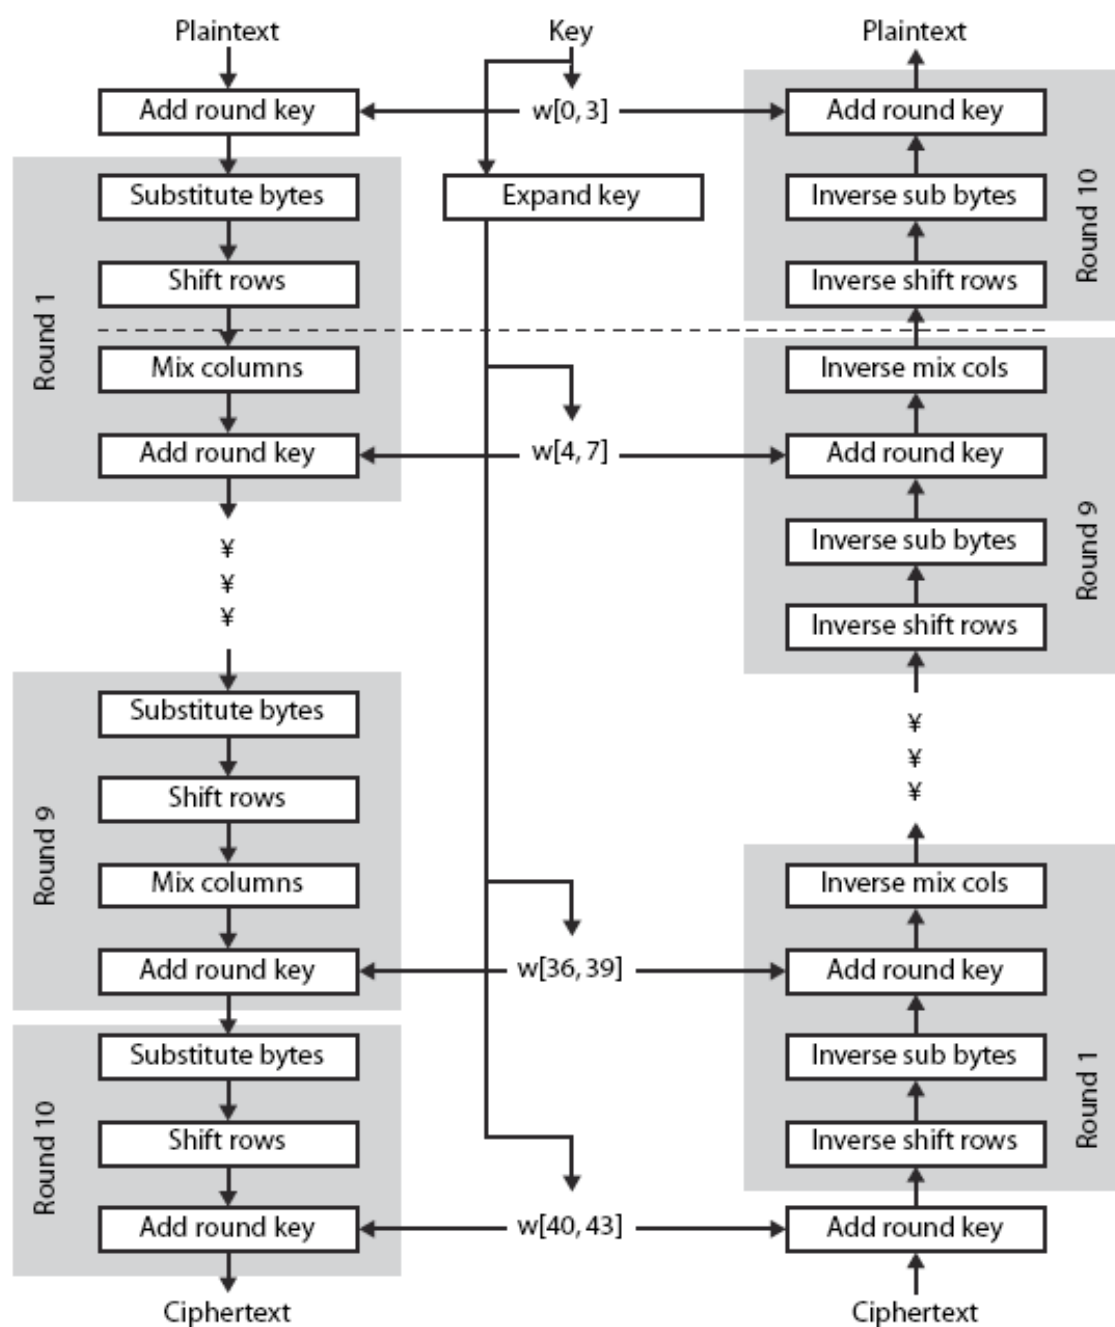 Plaintext
Key
Plaintext
Add round key
w[0, 3]
Add round key
Substitute bytes
Expand key
Inverse sub bytes
Round 10
Shift rows
Inverse shift rows
Round 1
Mix columns
Inverse mix cols
Add round key
w[4, 7]
Add round key
¥
¥
¥
Inverse sub bytes
Round 9
Inverse shift rows
Substitute bytes
¥
¥
¥
Shift rows
Round 9
Mix columns
Inverse mix cols
Add round key
w[36, 39]
Add round key
Substitute bytes
Inverse sub bytes
Round 1
Round 10
Shift rows
Inverse shift rows
Add round key
w[40, 43]
Add round key
Ciphertext
Ciphertext